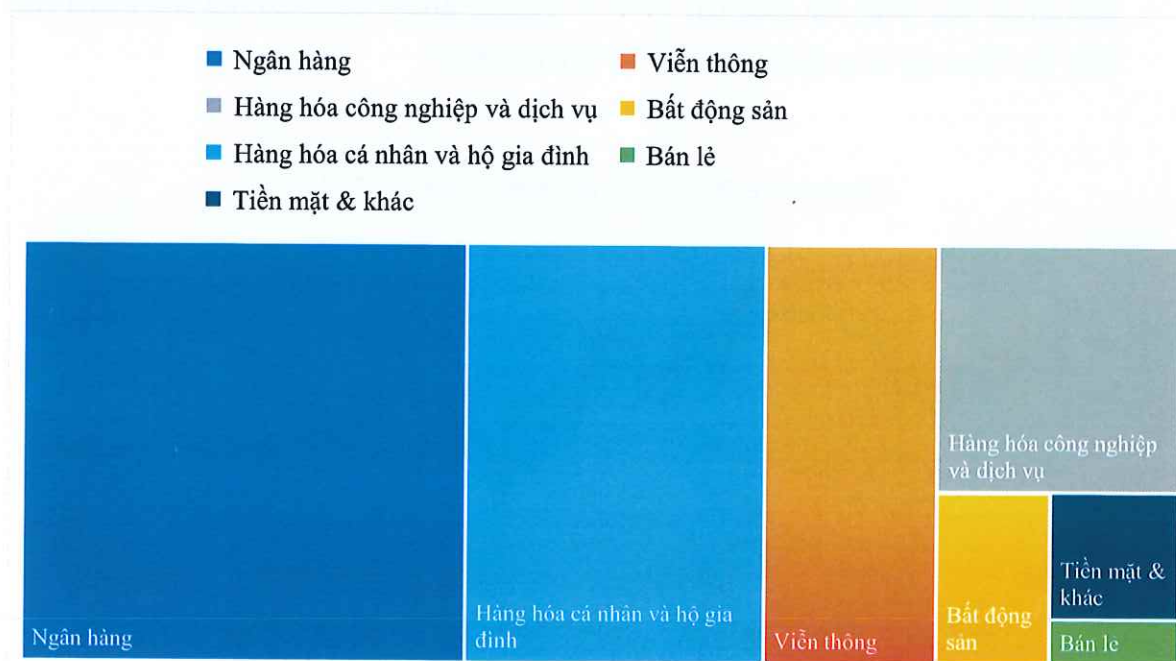 Ngân hàng
Viễn thông
Hàng hóa công nghiệp và dịch vụ
Bất động sản
Hàng hóa cá nhân và hộ gia đình
Bán lẻ
Tiền mặt & khác
Ngân hàng
Hàng hóa cá nhân và hộ gia
đình
Viễn thông
Hàng hóa công nghiệp
và dịch vụ
Bất động
sản
Tiền mặt &
khác
Bán lẻ